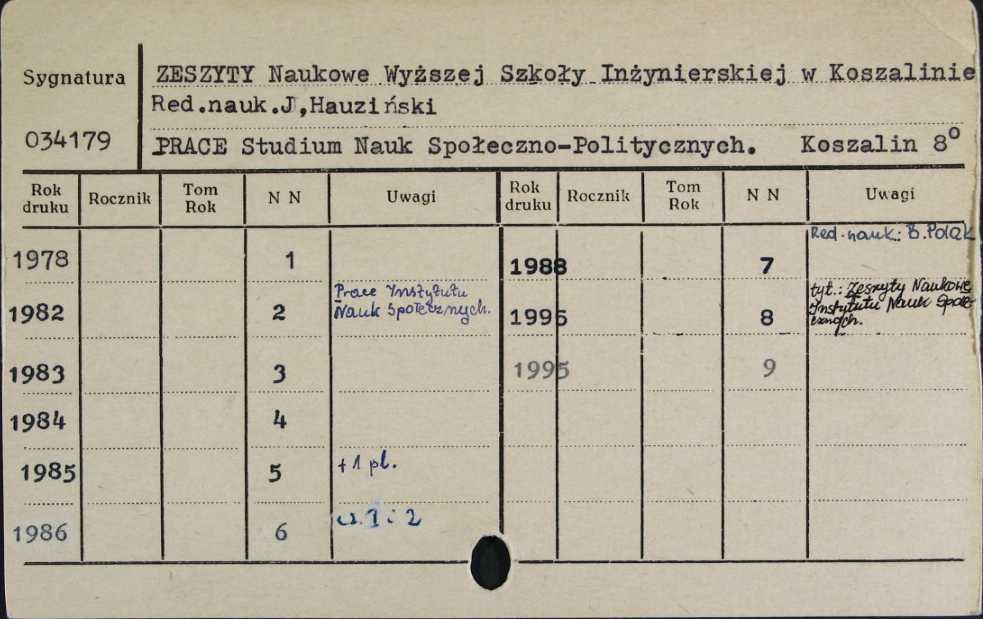 Sygnatura
034179
ZESZYTY Naukowe Wyższej Szkoły Inżynierskiej w Koszalinie
Red.nauk.J,Hauziński
PRACE Studium Nauk Społeczno-Politycznych. Koszalin 8°
Rok druku Rocznik Tom Rok N N Uwagi Rok druku Rocznik Tom Rok N N Uwagi
1978 1
1982 2 Prace Instytutu
Nauk Społecznych.
1983 3
1984 4
1985 5 + 1 pl.
1986 6 cz. 1 i 2
Red. nauk.: B. Polak
1988 7
1995 8 tyt.: Zeszyty Naukowe
Instytutu Nauk Społe-
cznych.
1995 9